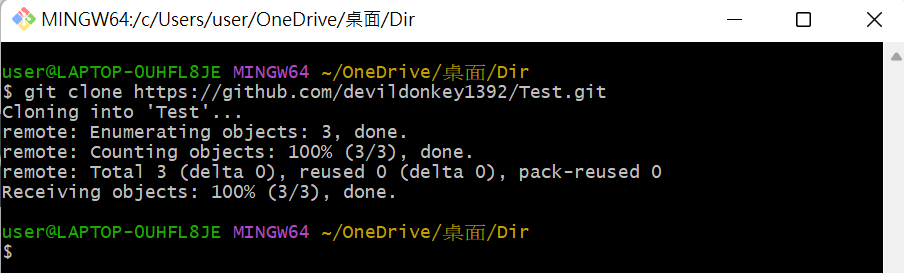 MINGW64:/c/Users/user/OneDrive/桌面/Dir
user@LAPTOP-OUHFL8JE MINGW64 ~/OneDrive/桌面/Dir
$ git clone https://github.com/devildonkey1392/Test.git
Cloning into 'Test'...
remote: Enumerating objects: 3, done.
remote: Counting objects: 100% (3/3), done.
remote: Total 3 (delta 0), reused 0 (delta 0), pack-reused 0
Receiving objects: 100% (3/3), done.
user@LAPTOP-OUHFL8JE MINGW64 ~/OneDrive/桌面/Dir
$